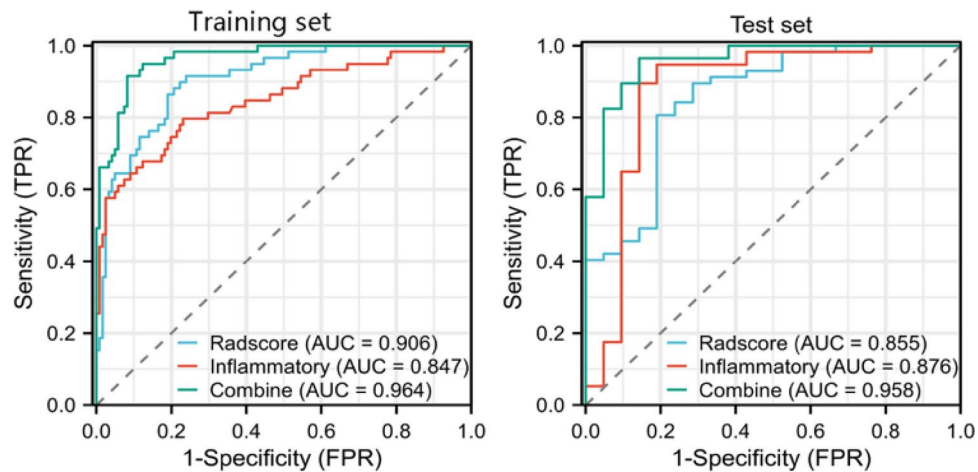 Training set
Sensitivity (TPR)
1.0
0.8
0.6
0.4
0.2
0.0
Radscore (AUC = 0.906)
Inflammatory (AUC = 0.847)
Combine (AUC = 0.964)
0.0 0.2 0.4 0.6 0.8 1.0
1-Specificity (FPR)
Test set
Sensitivity (TPR)
1.0
0.8
0.6
0.4
0.2
0.0
Radscore (AUC = 0.855)
Inflammatory (AUC = 0.876)
Combine (AUC = 0.958)
0.0 0.2 0.4 0.6 0.8 1.0
1-Specificity (FPR)